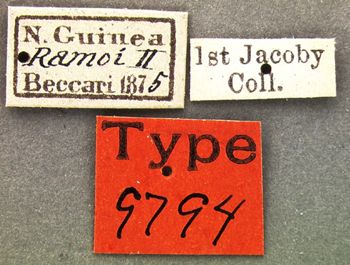 N. Guinea
Ramoi II
Beccari 1875
1st Jacoby
Coll.
Type
9794